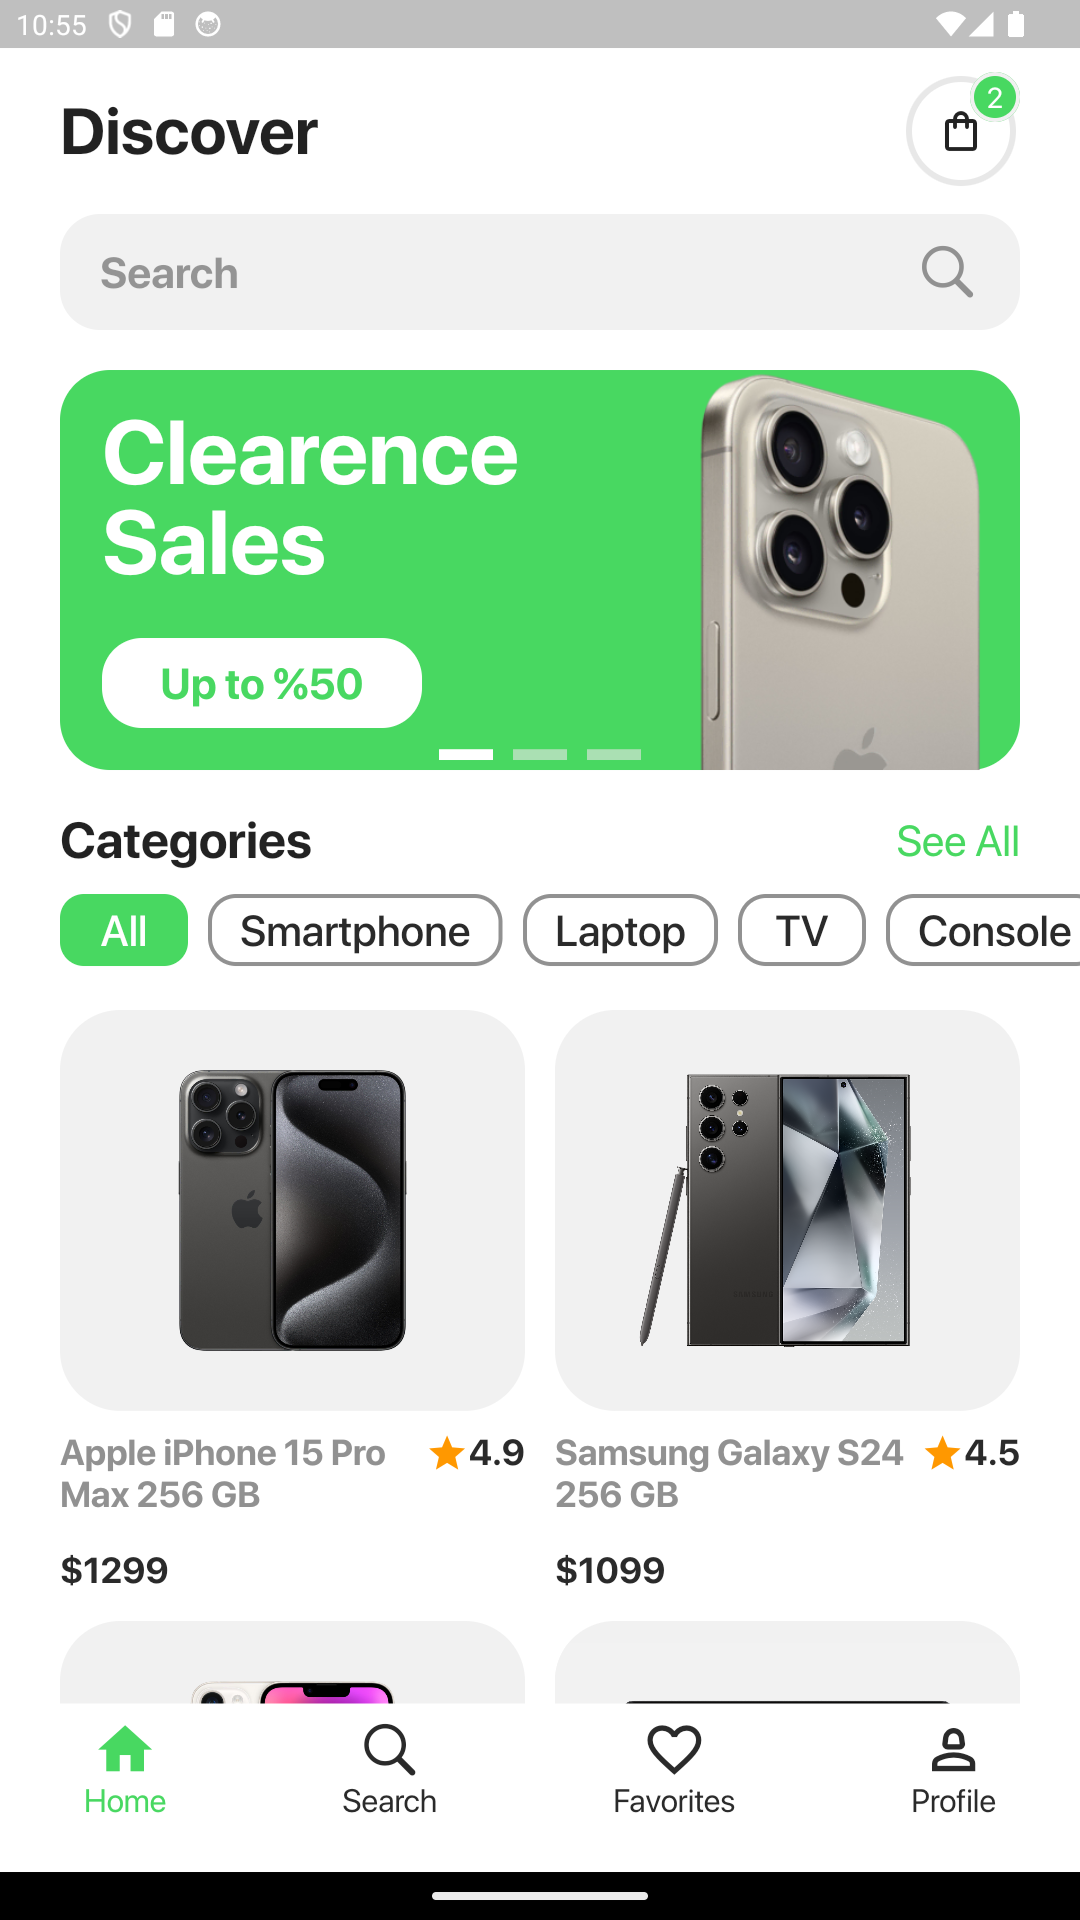 10:55
Discover
2
Search
Clearence
Sales
Up to %50
Categories
See All
All
Smartphone
Laptop
TV
Console
Apple iPhone 15 Pro
Max 256 GB
4.9
Samsung Galaxy S24
256 GB
4.5
$1299
$1099
Home
Search
Favorites
Profile